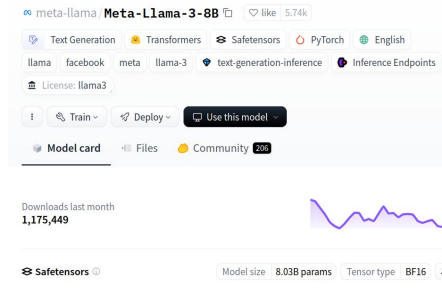 meta-llama/Meta-Llama-3-8B like 5.74k
Text Generation Transformers Safetensors PyTorch English
llama facebook meta llama-3 text-generation-inference Inference Endpoints
License: llama3
Train Deploy Use this model
Model card Files Community 206
Downloads last month
1,175,449
Safetensors Model size 8.03B params Tensor type BF16